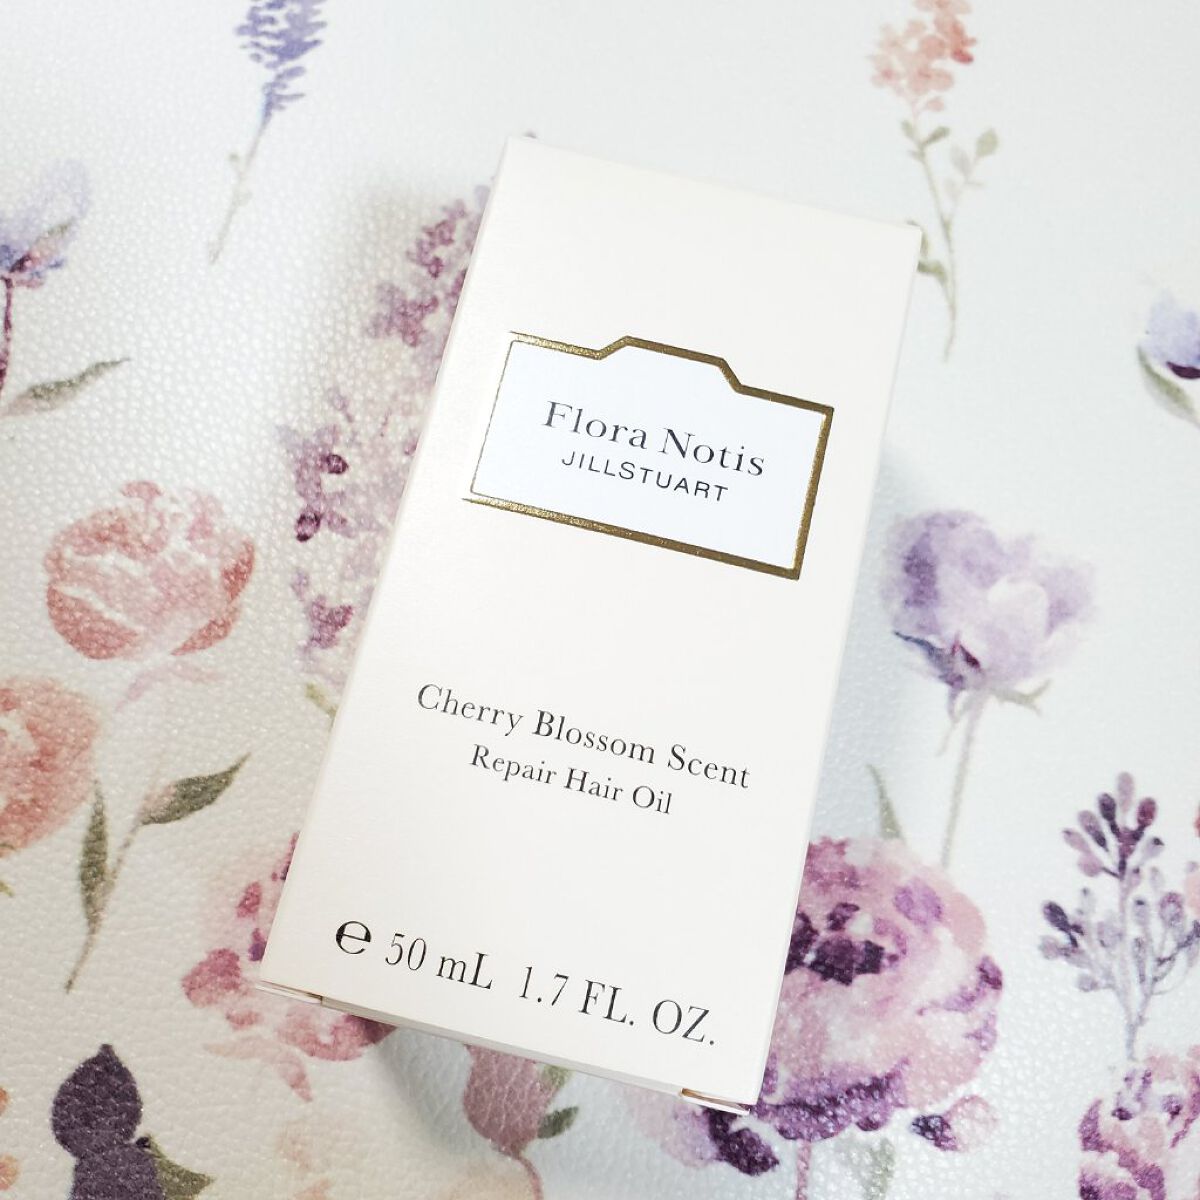 Flora Notis
JILLSTUART
Cherry Blossom Scent
Repair Hair Oil
℮ 50 mL 1.7 FL. OZ.